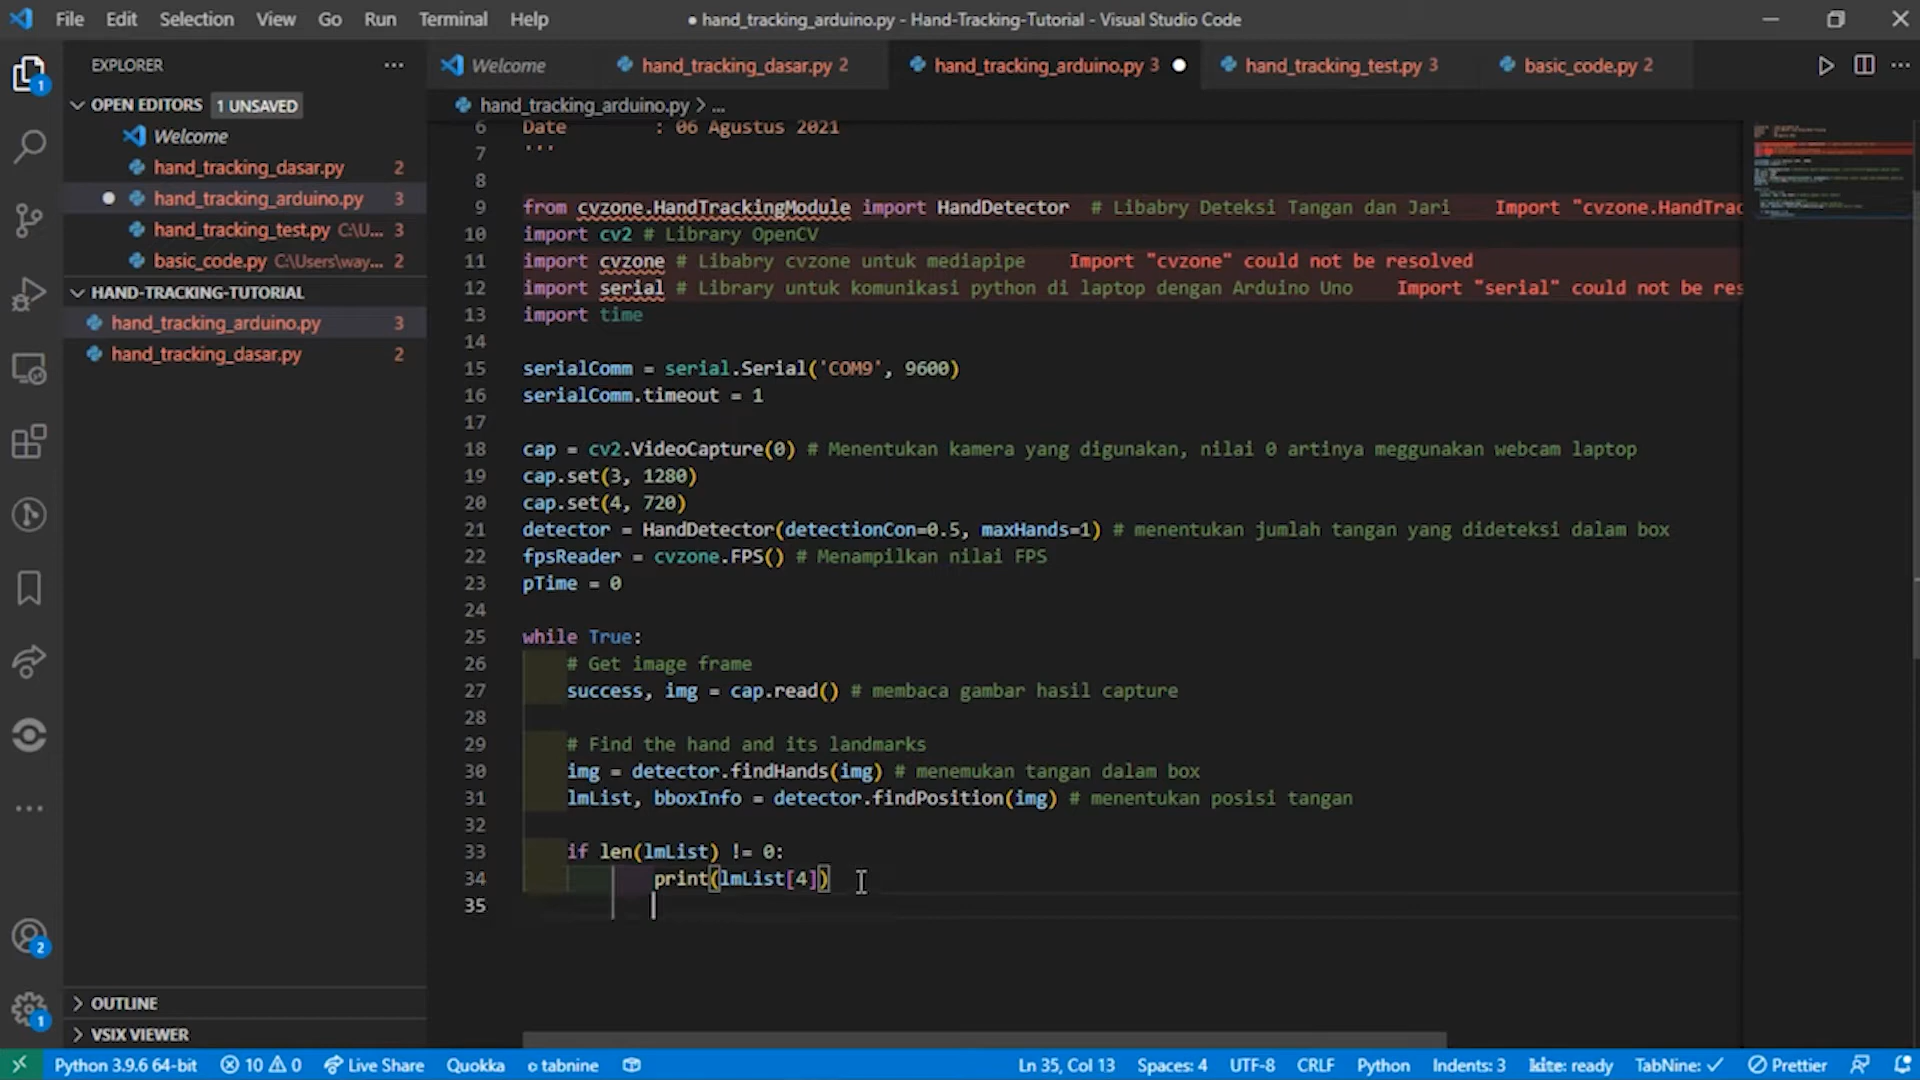 File Edit Selection View Go Run Terminal Help
● hand_tracking_arduino.py - Hand-Tracking-Tutorial - Visual Studio Code
EXPLORER
OPEN EDITORS 1 UNSAVED
Welcome
hand_tracking_dasar.py 2
hand_tracking_arduino.py 3
hand_tracking_test.py C:\U... 3
basic_code.py C:\Users\way... 2
HAND-TRACKING-TUTORIAL
hand_tracking_arduino.py 3
hand_tracking_dasar.py 2
OUTLINE
VSIX VIEWER
1
2
1
Welcome hand_tracking_dasar.py 2 hand_tracking_arduino.py 3 hand_tracking_test.py 3 basic_code.py 2
hand_tracking_arduino.py > ...
6 Date : 06 Agustus 2021
7 '''
8
9 from cvzone.HandTrackingModule import HandDetector # Libabry Deteksi Tangan dan Jari Import "cvzone.HandTrac
10 import cv2 # Library OpenCV
11 import cvzone # Libabry cvzone untuk mediapipe Import "cvzone" could not be resolved
12 import serial # Library untuk komunikasi python di laptop dengan Arduino Uno Import "serial" could not be res
13 import time
14
15 serialComm = serial.Serial('COM9', 9600)
16 serialComm.timeout = 1
17
18 cap = cv2.VideoCapture(0) # Menentukan kamera yang digunakan, nilai 0 artinya meggunakan webcam laptop
19 cap.set(3, 1280)
20 cap.set(4, 720)
21 detector = HandDetector(detectionCon=0.5, maxHands=1) # menentukan jumlah tangan yang dideteksi dalam box
22 fpsReader = cvzone.FPS() # Menampilkan nilai FPS
23 pTime = 0
24
25 while True:
26 # Get image frame
27 success, img = cap.read() # membaca gambar hasil capture
28
29 # Find the hand and its landmarks
30 img = detector.findHands(img) # menemukan tangan dalam box
31 lmList, bboxInfo = detector.findPosition(img) # menentukan posisi tangan
32
33 if len(lmList) != 0:
34 print(lmList[4])
35
Python 3.9.6 64-bit 10 0 Live Share Quokka tabnine Ln 35, Col 13 Spaces: 4 UTF-8 CRLF Python Indents: 3 kite: ready TabNine: ✓ Prettier